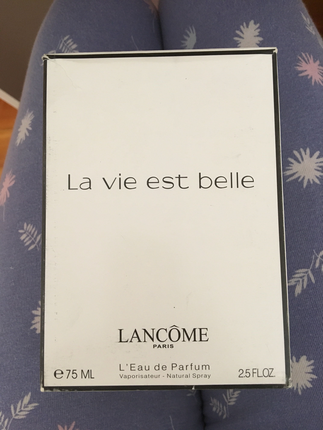 La vie est belle
LANCÔME
PARIS
L'Eau de Parfum
℮ 75 ML Vaporisateur - Natural Spray 2.5 FL.OZ.